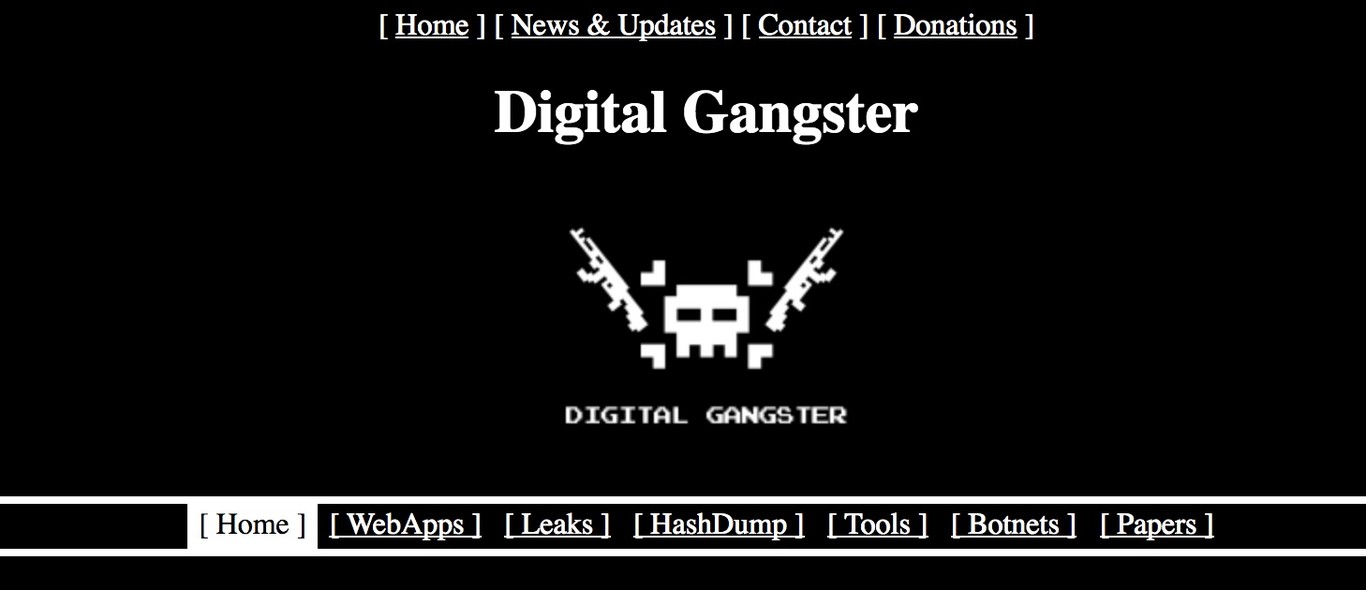 [ Home ] [ News & Updates ] [ Contact ] [ Donations ]
Digital Gangster
DIGITAL GANGSTER
[ Home ] [ WebApps ] [ Leaks ] [ HashDump ] [ Tools ] [ Botnets ] [ Papers ]